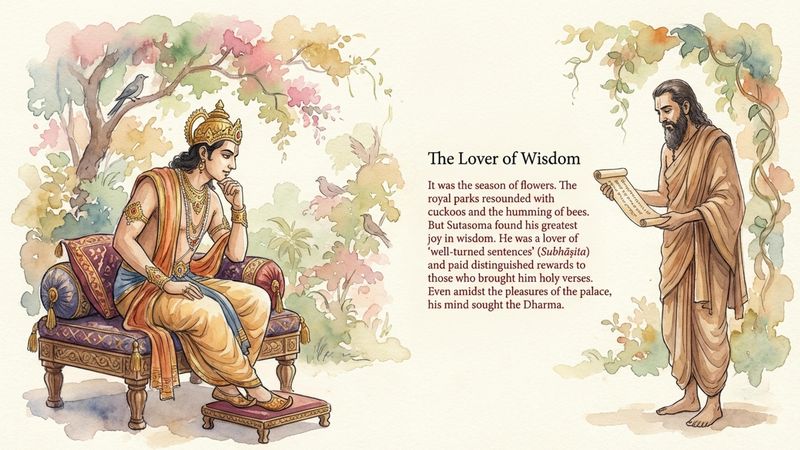 The Lover of Wisdom
It was the season of flowers. The
royal parks resounded with
cuckoos and the humming of bees.
But Sutasoma found his greatest
joy in wisdom. He was a lover of
‘well-turned sentences’ (Subhāṣita)
and paid distinguished rewards to
those who brought him holy verses.
Even amidst the pleasures of the palace,
his mind sought the Dharma.